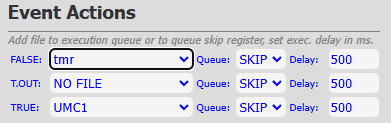 Event Actions
Add file to execution queue or to queue skip register, set exec. delay in ms.
FALSE: tmr Queue: SKIP Delay: 500
T.OUT: NO FILE Queue: SKIP Delay: 500
TRUE: UMC1 Queue: SKIP Delay: 500